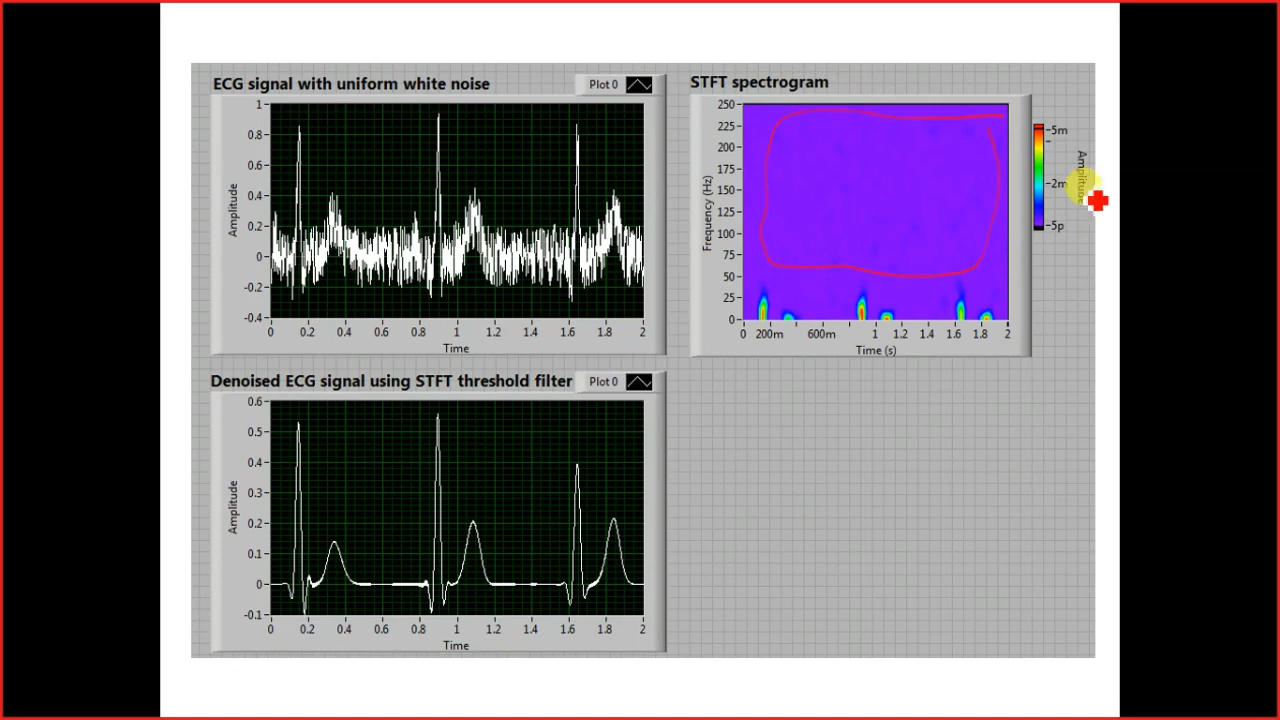 ECG signal with uniform white noise
Plot 0
Amplitude
1
0.8
0.6
0.4
0.2
0
-0.2
-0.4
0 0.2 0.4 0.6 0.8 1 1.2 1.4 1.6 1.8 2
Time
STFT spectrogram
Frequency (Hz)
250
225
200
175
150
125
100
75
50
25
0
0 200m 600m 1 1.2 1.4 1.6 1.8 2
Time (s)
-5m
-2m
-5p
Amplitude
Denoised ECG signal using STFT threshold filter
Plot 0
Amplitude
0.6
0.5
0.4
0.3
0.2
0.1
0
-0.1
0 0.2 0.4 0.6 0.8 1 1.2 1.4 1.6 1.8 2
Time